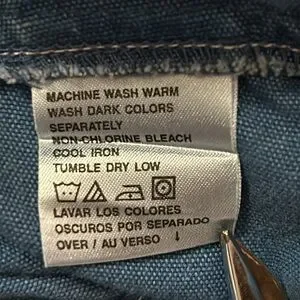 MACHINE WASH WARM
WASH DARK COLORS
SEPARATELY
NON-CHLORINE BLEACH
COOL IRON
TUMBLE DRY LOW
LAVAR LOS COLORES
OSCUROS POR SEPARADO
OVER / AU VERSO